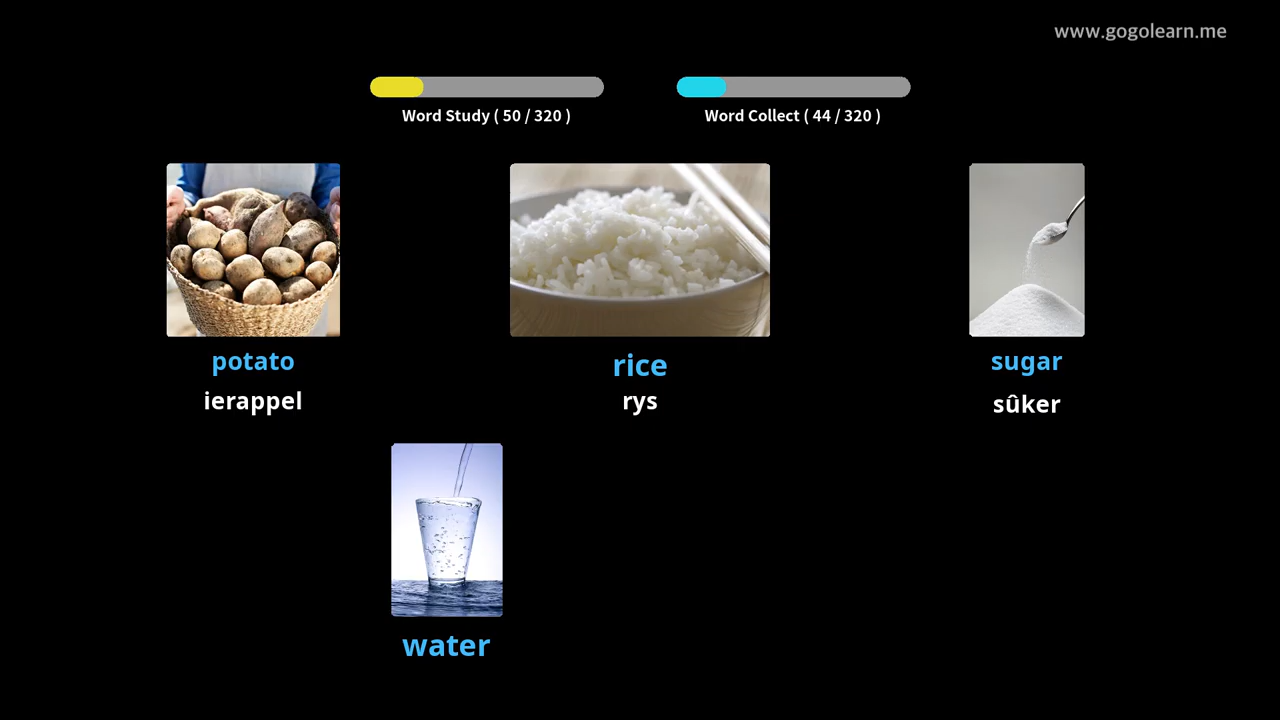 www.gogolearn.me
Word Study ( 50 / 320 )
Word Collect ( 44 / 320 )
potato
ierappel
rice
rys
sugar
sûker
water